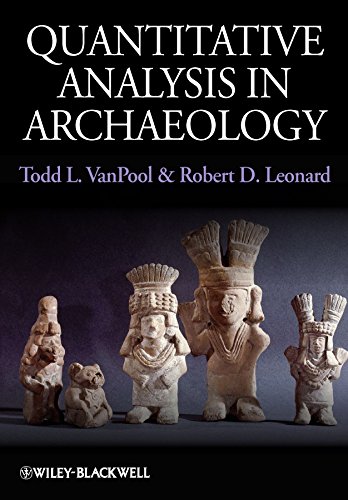 QUANTITATIVE
ANALYSIS IN
ARCHAEOLOGY
Todd L. VanPool & Robert D. Leonard
WILEY-BLACKWELL